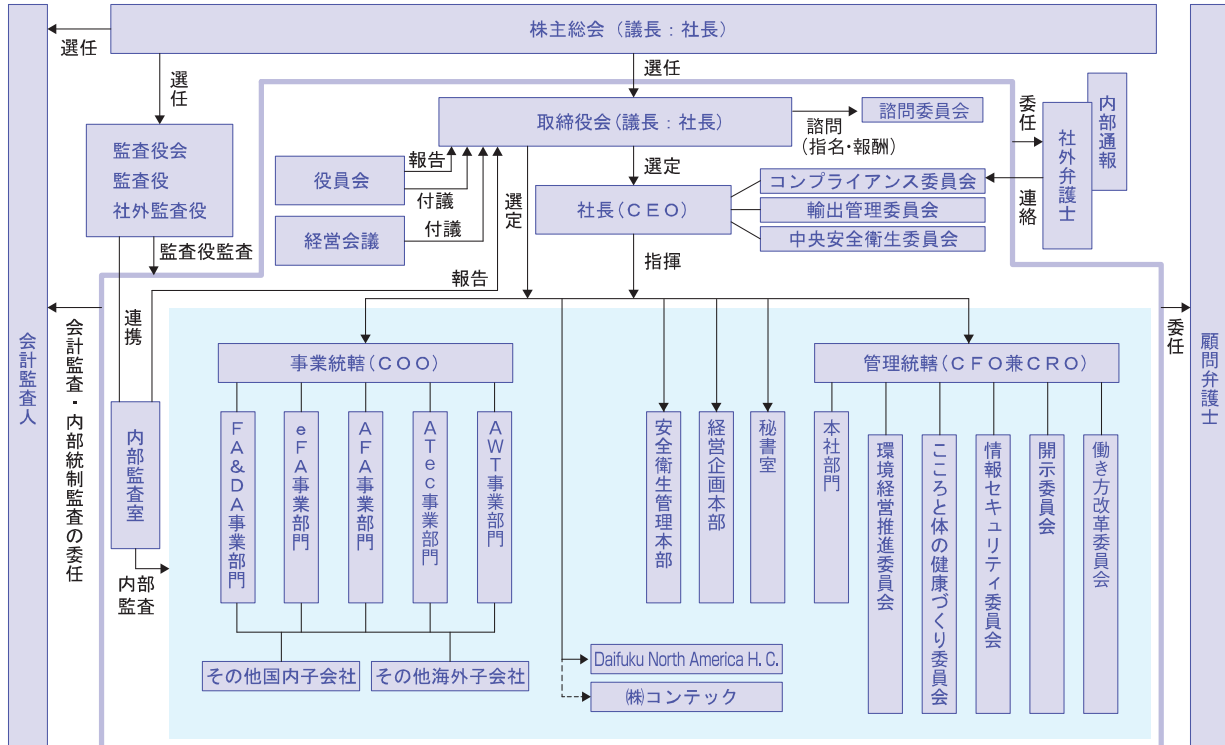 株主総会（議長：社長）
選任
選任
選任
取締役会（議長：社長）
諮問
（指名・報酬）
諮問委員会
委任
内部通報
社外弁護士
連絡
監査役会
監査役
社外監査役
役員会
報告
付議
経営会議
付議
選定
選定
社長（ＣＥＯ）
コンプライアンス委員会
輸出管理委員会
中央安全衛生委員会
監査役監査
報告
指揮
連携
会計監査人
会計監査・内部統制監査の委任
委任
顧問弁護士
事業統轄（ＣＯＯ）
管理統轄（ＣＦＯ兼ＣＲＯ）
内部監査室
内部
監査
ＦＡ＆ＤＡ事業部門
ｅＦＡ事業部門
ＡＦＡ事業部門
ＡＴｅｃ事業部門
ＡＷＴ事業部門
安全衛生管理本部
経営企画本部
秘書室
本社部門
環境経営推進委員会
こころと体の健康づくり委員会
情報セキュリティ委員会
開示委員会
働き方改革委員会
その他国内子会社
その他海外子会社
Daifuku North America H. C.
㈱コンテック